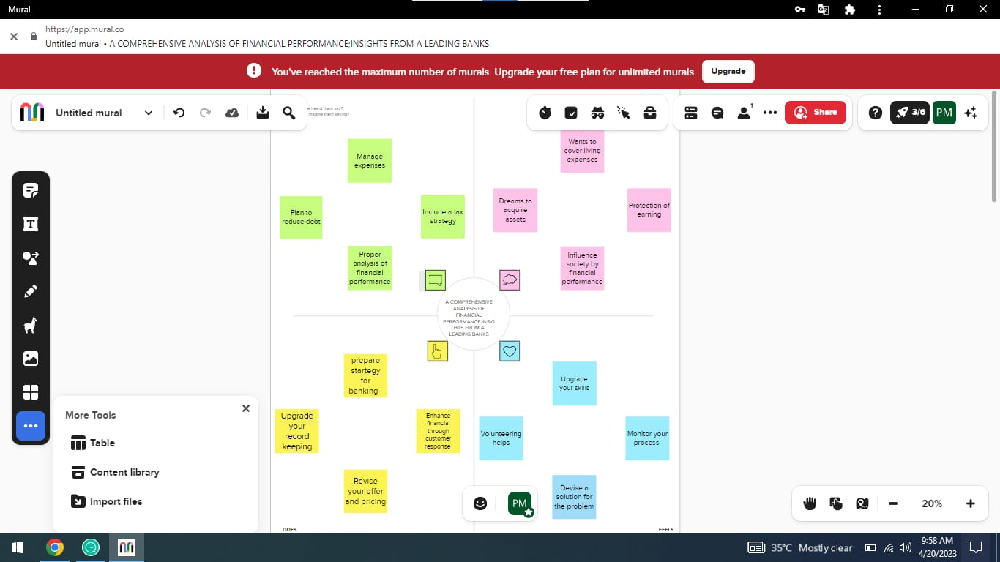 Mural
https://app.mural.co
Untitled mural • A COMPREHENSIVE ANALYSIS OF FINANCIAL PERFORMANCE;INSIGHTS FROM A LEADING BANKS
You've reached the maximum number of murals. Upgrade your free plan for unlimited murals.
Upgrade
Untitled mural
heard them say?
magine them saying?
1
Share
3/6
PM
Manage
expenses
Plan to
reduce debt
Include a tax
strategy
Proper
analysis of
financial
performance
Wants to
cover living
expenses
Dreams to
acquire
assets
Protection of
earning
Influence
society by
financial
performance
A COMPREHENSIVE
ANALYSIS OF
FINANCIAL
PERFORMANCE;INSIG
HTS FROM A
LEADING BANKS
prepare
startegy
for
banking
Upgrade
your
record
keeping
Enhance
financial
through
customer
response
Revise
your offer
and pricing
Upgrade
your skills
Volunteering
helps
Monitor your
process
Devise a
solution for
the problem
DOES
FEELS
More Tools
Table
Content library
Import files
PM
20%
35°C Mostly clear
9:58 AM
4/20/2023